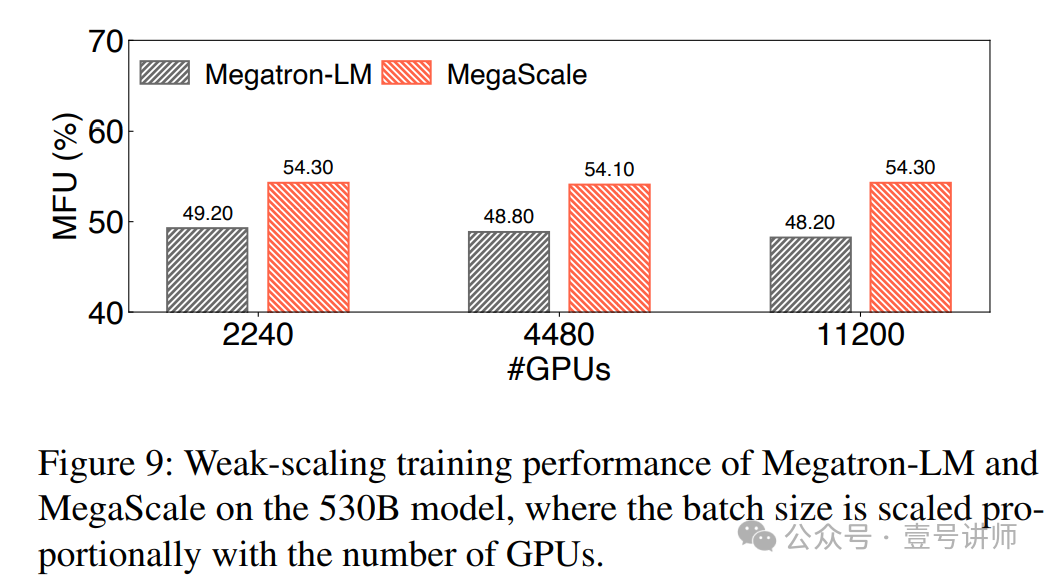 70
Megatron-LM MegaScale
60
MFU (%)
54.30
54.10
54.30
49.20
48.80
48.20
50
40
2240 4480 11200
#GPUs
Figure 9: Weak-scaling training performance of Megatron-LM and
MegaScale on the 530B model, where the batch size is scaled pro-
portionally with the number of GPUs.
公众号 · 壹号讲师